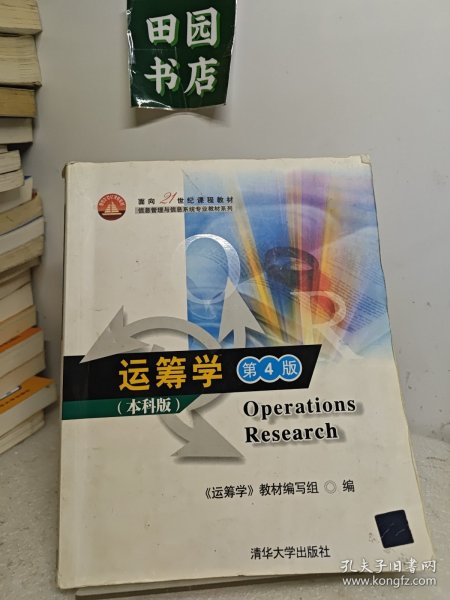 田园
书店
面向21世纪课程教材
信息管理与信息系统专业教材系列
O
R
运筹学 第4版
(本科版)
Operations
Research
《运筹学》教材编写组 ◎ 编
清华大学出版社
孔夫子旧书网
www.kongfz.com